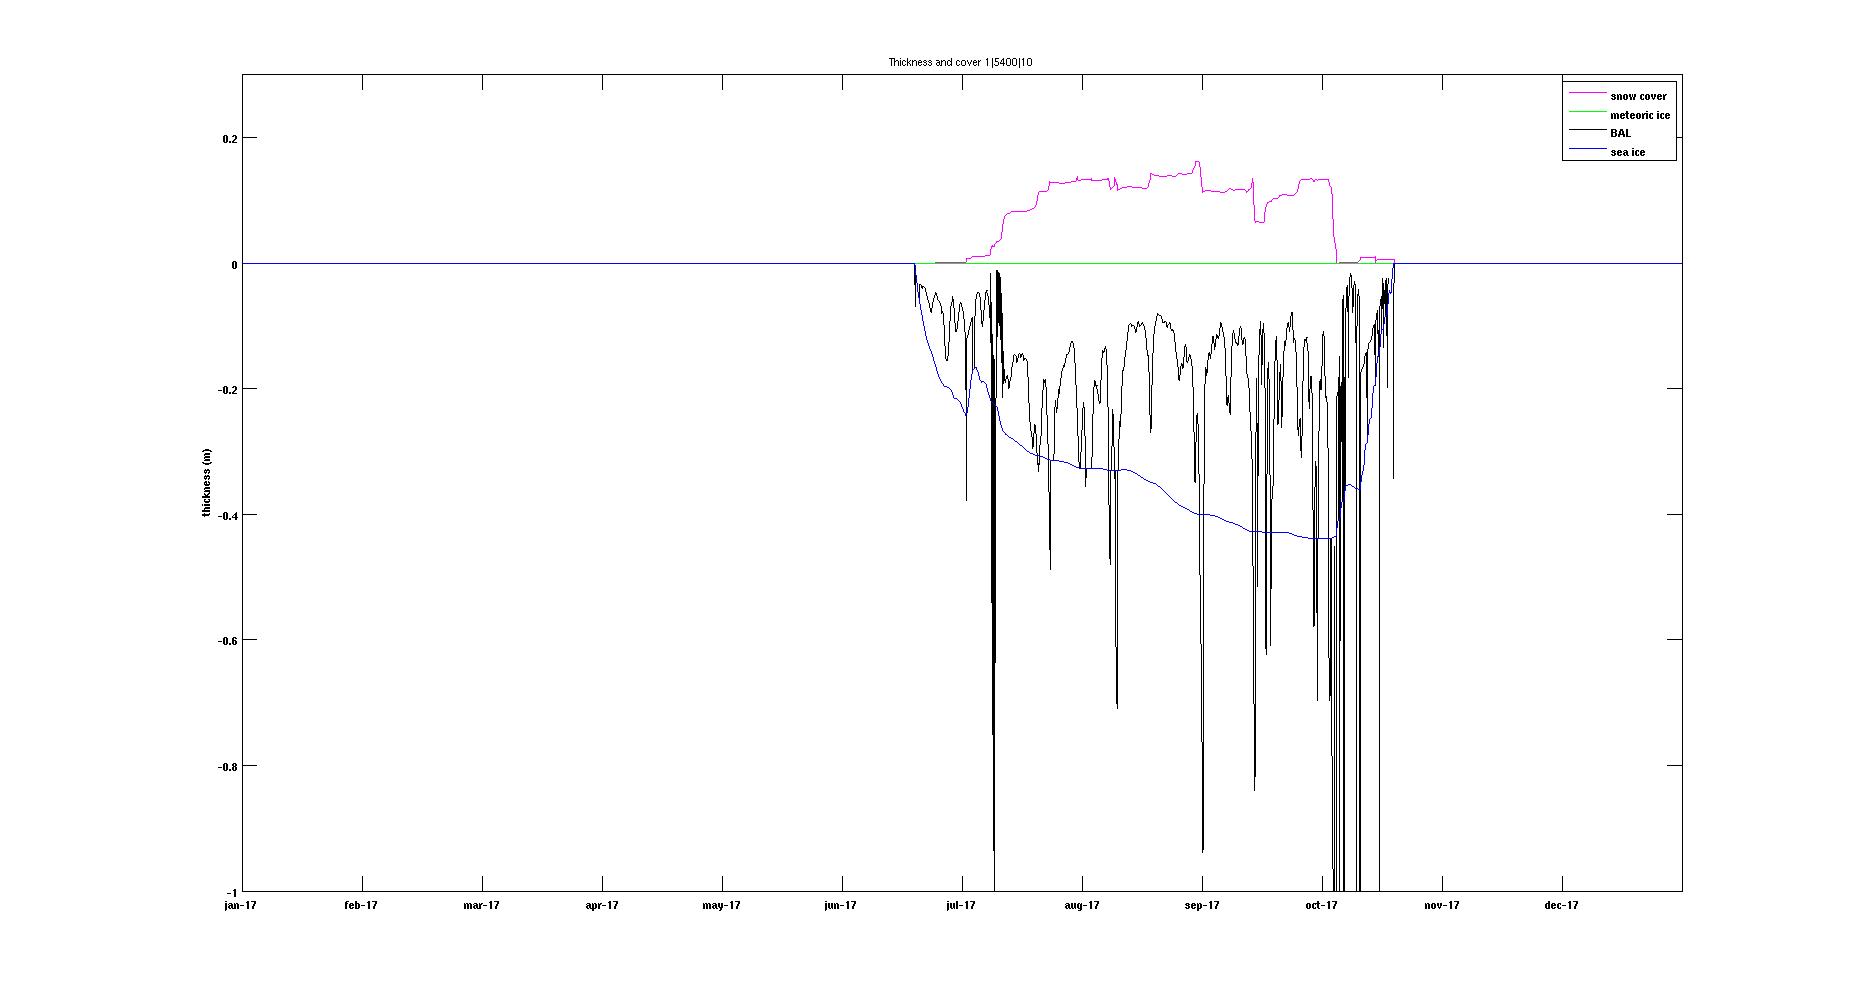 Thickness and cover 1|5400|10
snow cover
meteoric ice
BAL
sea ice
0.2
0
-0.2
-0.4
-0.6
-0.8
-1
thickness (m)
jan-17 feb-17 mar-17 apr-17 may-17 jun-17 jul-17 aug-17 sep-17 oct-17 nov-17 dec-17